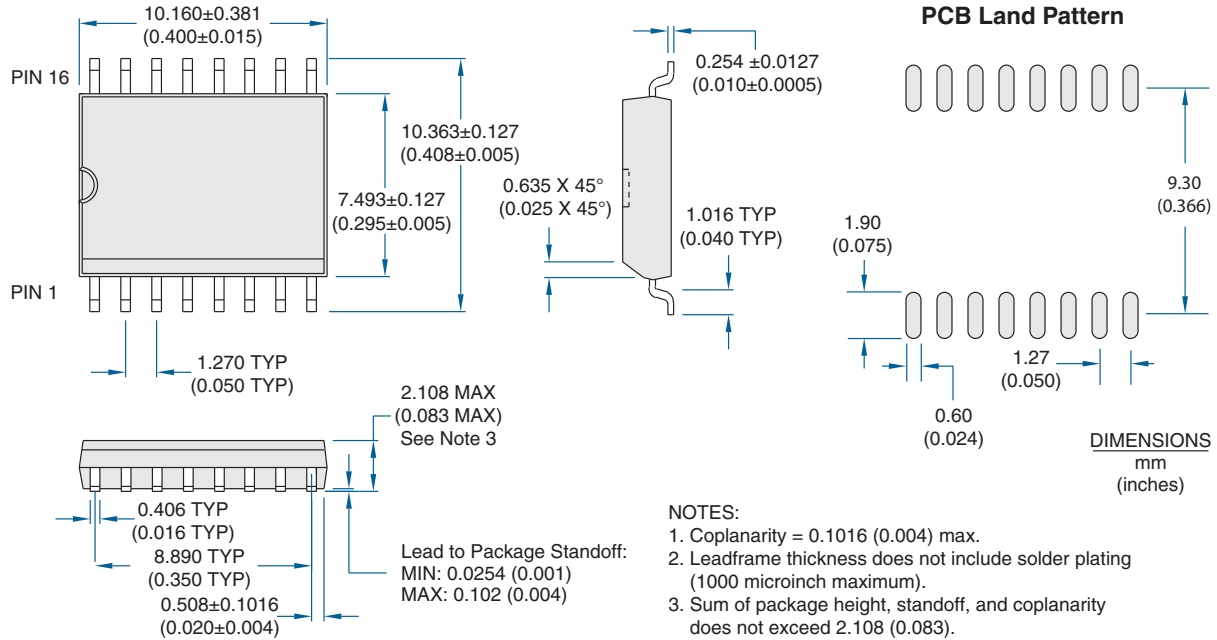 10.160±0.381
(0.400±0.015)
PIN 16
10.363±0.127
(0.408±0.005)
7.493±0.127
(0.295±0.005)
PIN 1
1.270 TYP
(0.050 TYP)
0.254 ±0.0127
(0.010±0.0005)
0.635 X 45°
(0.025 X 45°)
1.016 TYP
(0.040 TYP)
PCB Land Pattern
9.30
(0.366)
1.90
(0.075)
1.27
(0.050)
0.60
(0.024)
DIMENSIONS
mm
(inches)
2.108 MAX
(0.083 MAX)
See Note 3
0.406 TYP
(0.016 TYP)
8.890 TYP
(0.350 TYP)
0.508±0.1016
(0.020±0.004)
Lead to Package Standoff:
MIN: 0.0254 (0.001)
MAX: 0.102 (0.004)
NOTES:
1. Coplanarity = 0.1016 (0.004) max.
2. Leadframe thickness does not include solder plating
(1000 microinch maximum).
3. Sum of package height, standoff, and coplanarity
does not exceed 2.108 (0.083).